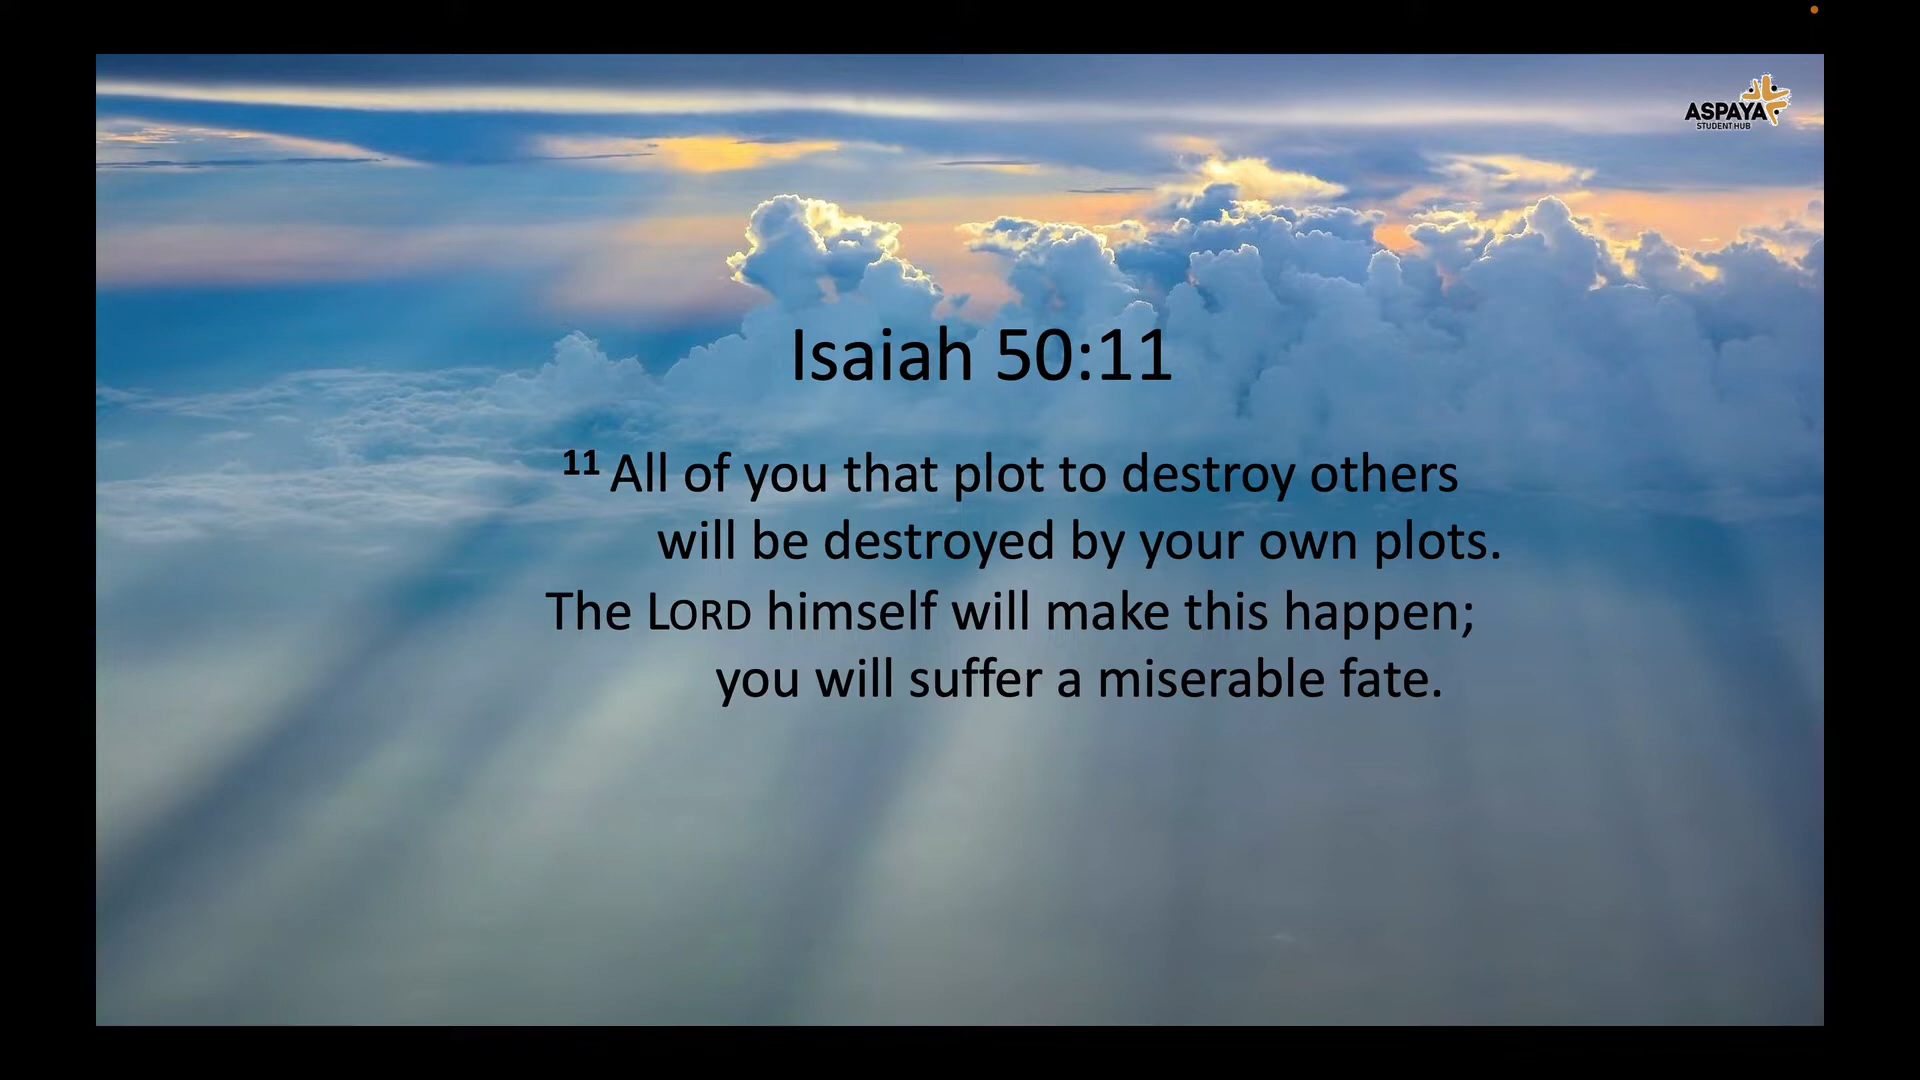 ASPAYA
STUDENT HUB
Isaiah 50:11
11 All of you that plot to destroy others
will be destroyed by your own plots.
The LORD himself will make this happen;
you will suffer a miserable fate.